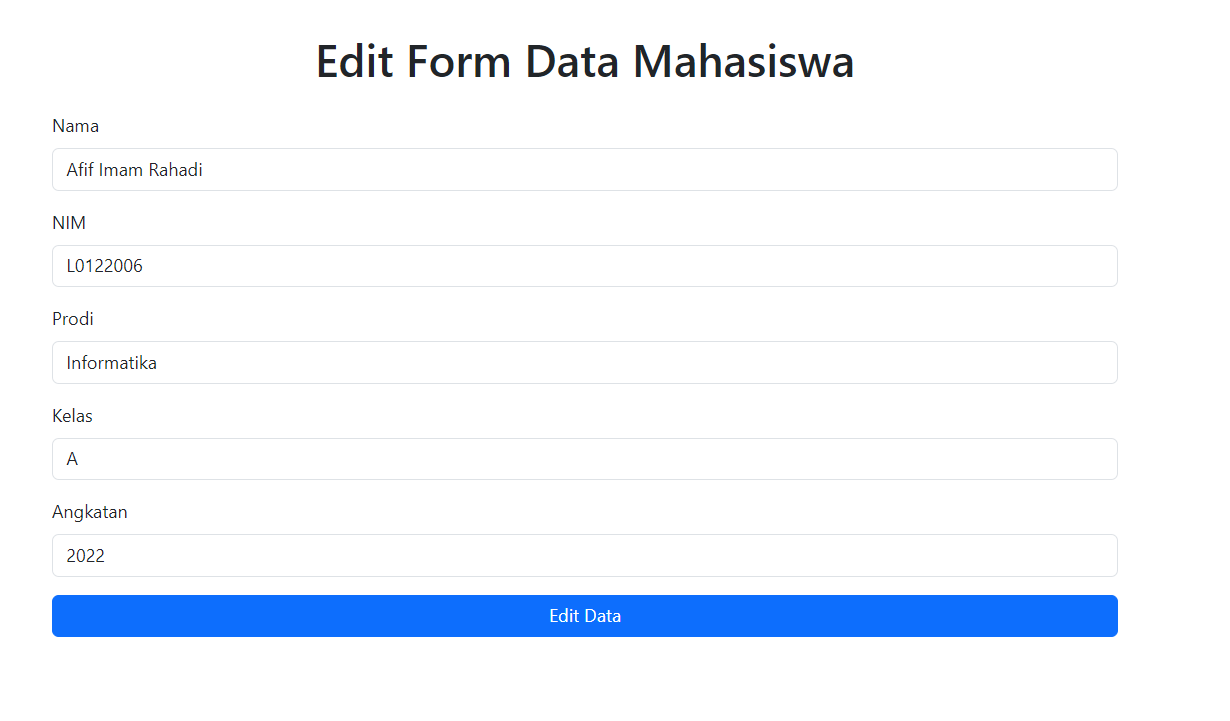 Edit Form Data Mahasiswa
Nama
Afif Imam Rahadi
NIM
L0122006
Prodi
Informatika
Kelas
A
Angkatan
2022
Edit Data